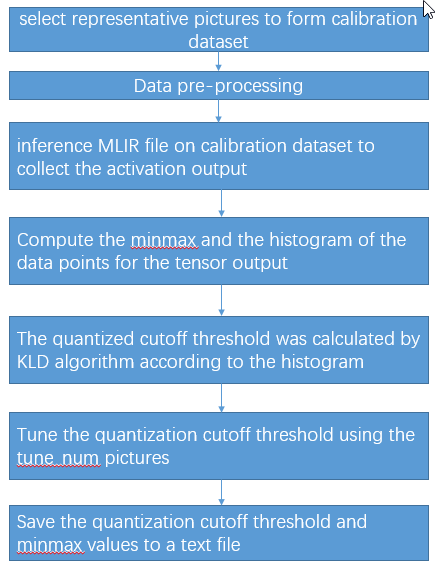 select representative pictures to form calibration
dataset
Data pre-processing
inference MLIR file on calibration dataset to
collect the activation output
Compute the minmax and the histogram of the
data points for the tensor output
The quantized cutoff threshold was calculated by
KLD algorithm according to the histogram
Tune the quantization cutoff threshold using the
tune_num pictures
Save the quantization cutoff threshold and
minmax values to a text file